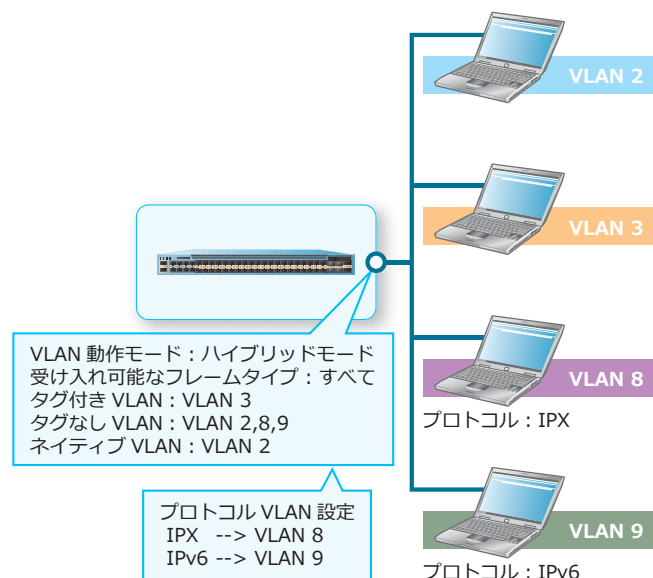 VLAN 2
VLAN 3
VLAN 8
プロトコル：IPX
VLAN 動作モード：ハイブリッドモード
受け入れ可能なフレームタイプ：すべて
タグ付き VLAN：VLAN 3
タグなし VLAN：VLAN 2,8,9
ネイティブ VLAN：VLAN 2
プロトコル VLAN 設定
IPX --> VLAN 8
IPv6 --> VLAN 9
VLAN 9
プロトコル：IPv6